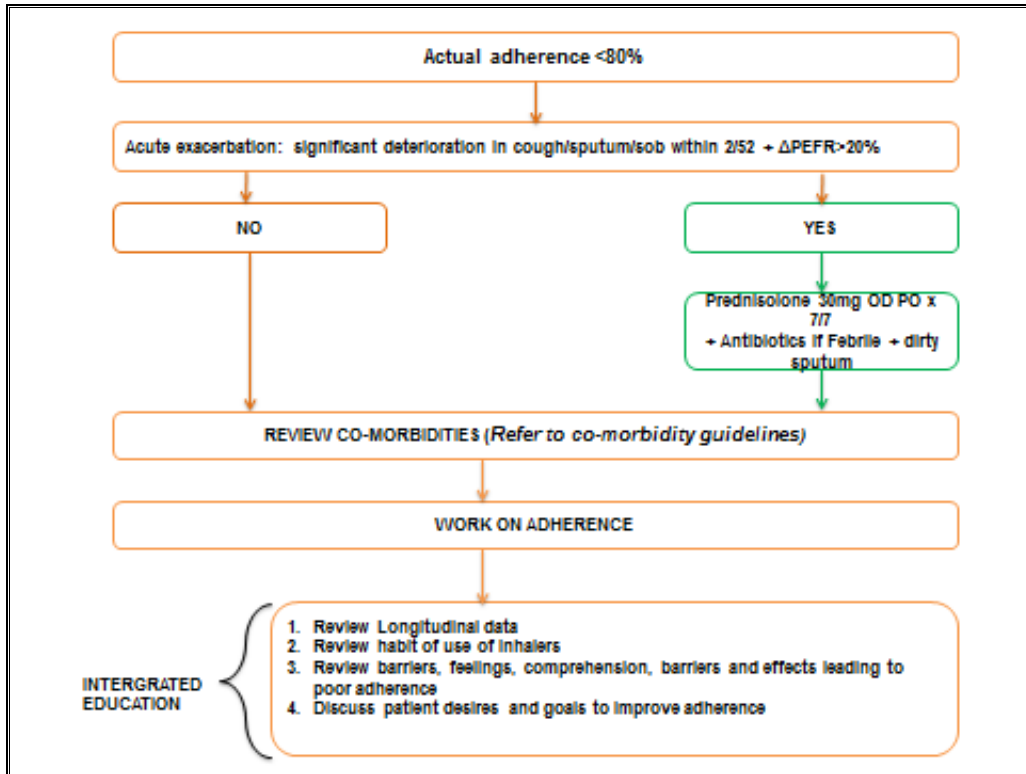 Actual adherence <80%
Acute exacerbation: significant deterioration in cough/sputum/sob within 2/52 + ΔPEFR>20%
NO
YES
Prednisolone 30mg OD PO x
7/7
+ Antibiotics if Febrile + dirty
sputum
REVIEW CO-MORBIDITIES (Refer to co-morbidity guidelines)
WORK ON ADHERENCE
INTERGRATED
EDUCATION
1. Review Longitudinal data
2. Review habit of use of inhalers
3. Review barriers, feelings, comprehension, barriers and effects leading to
poor adherence
4. Discuss patient desires and goals to improve adherence